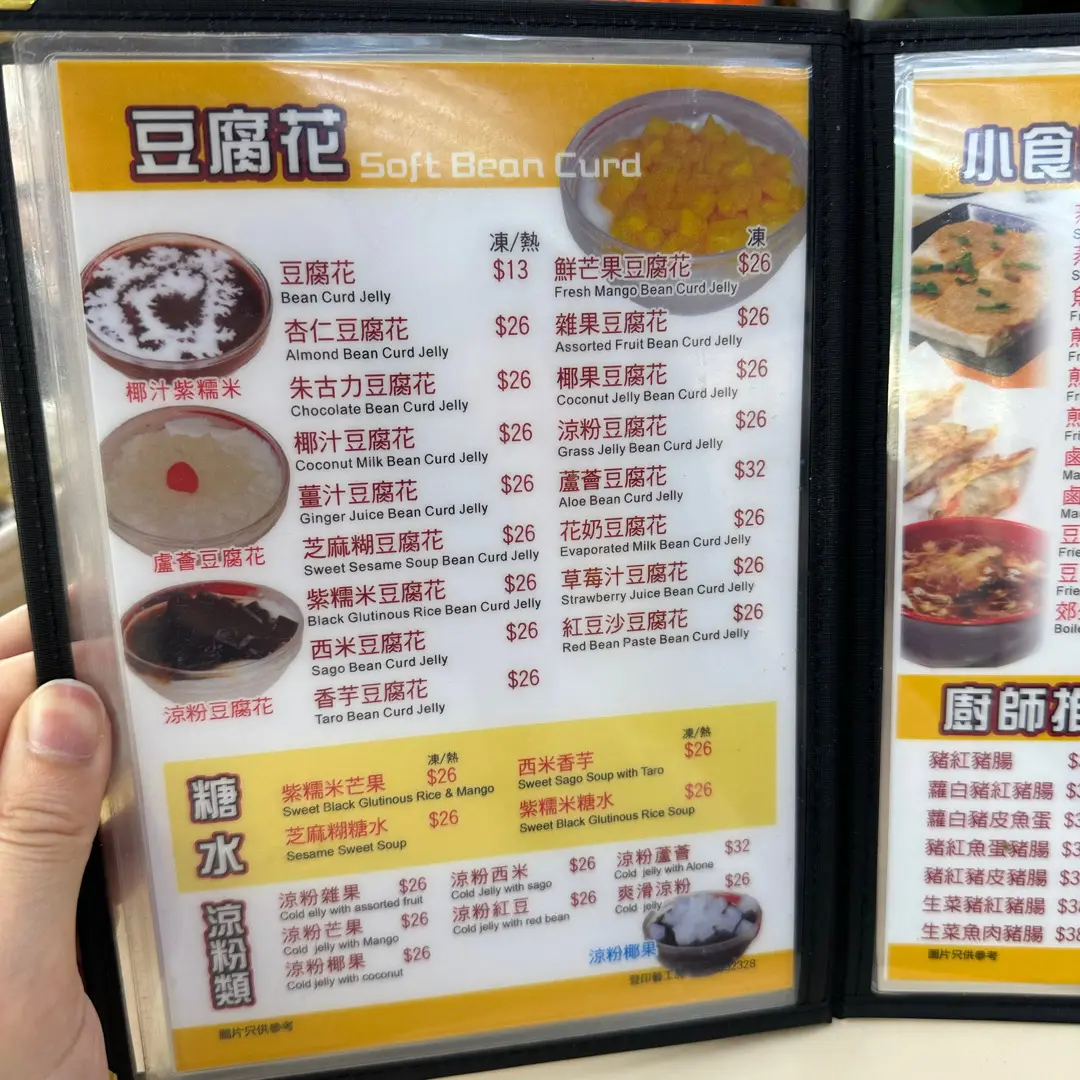 豆腐花 Soft Bean Curd
凍/熱
豆腐花 $13
Bean Curd Jelly
杏仁豆腐花 $26
Almond Bean Curd Jelly
朱古力豆腐花 $26
Chocolate Bean Curd Jelly
椰汁豆腐花 $26
Coconut Milk Bean Curd Jelly
薑汁豆腐花 $26
Ginger Juice Bean Curd Jelly
芝麻糊豆腐花 $26
Sweet Sesame Soup Bean Curd Jelly
紫糯米豆腐花 $26
Black Glutinous Rice Bean Curd Jelly
西米豆腐花 $26
Sago Bean Curd Jelly
香芋豆腐花 $26
Taro Bean Curd Jelly
凍
鮮芒果豆腐花 $26
Fresh Mango Bean Curd Jelly
雜果豆腐花 $26
Assorted Fruit Bean Curd Jelly
椰果豆腐花 $26
Coconut Jelly Bean Curd Jelly
涼粉豆腐花 $26
Grass Jelly Bean Curd Jelly
蘆薈豆腐花 $32
Aloe Bean Curd Jelly
花奶豆腐花 $26
Evaporated Milk Bean Curd Jelly
草莓汁豆腐花 $26
Strawberry Juice Bean Curd Jelly
紅豆沙豆腐花 $26
Red Bean Paste Bean Curd Jelly
椰汁紫糯米
蘆薈豆腐花
涼粉豆腐花
糖水
凍/熱
紫糯米芒果 $26
Sweet Black Glutinous Rice & Mango
芝麻糊糖水 $26
Sesame Sweet Soup
凍/熱
西米香芋 $26
Sweet Sago Soup with Taro
紫糯米糖水 $26
Sweet Black Glutinous Rice Soup
涼粉類
涼粉雜果 $26
Cold elly with assorted fruit
涼粉芒果 $26
Cold jelly with Mango
涼粉椰果 $26
Cold jelly with coconut
涼粉西米 $26
Cold Jelly with sago
涼粉紅豆 $26
Cold jelly with red bean
涼粉蘆薈 $32
Cold jelly with Alone
爽滑涼粉 $26
Cold jelly
涼粉椰果
圖片只供參考
小食
廚師推
豬紅豬腸
蘿白豬紅豬腸
蘿白豬皮魚蛋
豬紅魚蛋豬腸
豬紅豬皮豬腸
生菜豬紅豬腸
生菜魚肉豬腸 $38
圖片只供參考